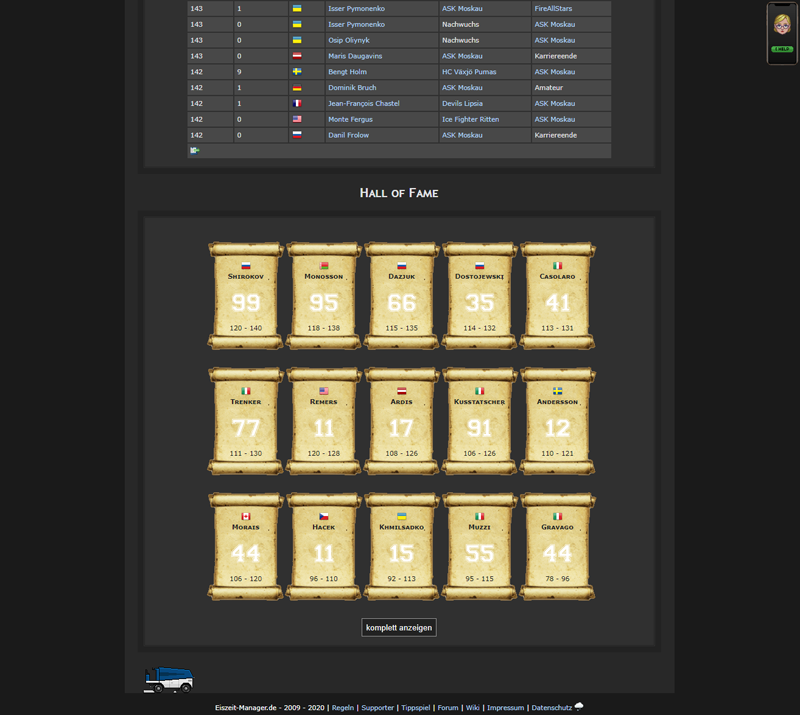 143 1 Isser Pymonenko ASK Moskau FireAllStars
143 0 Isser Pymonenko Nachwuchs ASK Moskau
143 0 Osip Oliynyk Nachwuchs ASK Moskau
143 0 Maris Daugavins ASK Moskau Karriereende
142 9 Bengt Holm HC Växjö Pumas ASK Moskau
142 1 Dominik Bruch ASK Moskau Amateur
142 1 Jean-François Chastel Devils Lipsia ASK Moskau
142 0 Monte Fergus Ice Fighter Ritten ASK Moskau
142 0 Danil Frolow ASK Moskau Karriereende
Hall of Fame
Shirokov Monosson Dazjuk Dostojewski Casolaro
99 95 66 35 41
120 - 140 118 - 138 115 - 135 114 - 132 113 - 131
Trenker Remers Ardis Kusstatscher Andersson
77 11 17 91 12
111 - 130 120 - 128 108 - 126 106 - 126 110 - 121
Morais Hacek Khmilsadko Muzzi Gravago
44 11 15 55 44
106 - 120 96 - 110 92 - 113 95 - 115 78 - 96
komplett anzeigen
Eiszeit-Manager.de - 2009 - 2020 | Regeln | Supporter | Tippspiel | Forum | Wiki | Impressum | Datenschutz